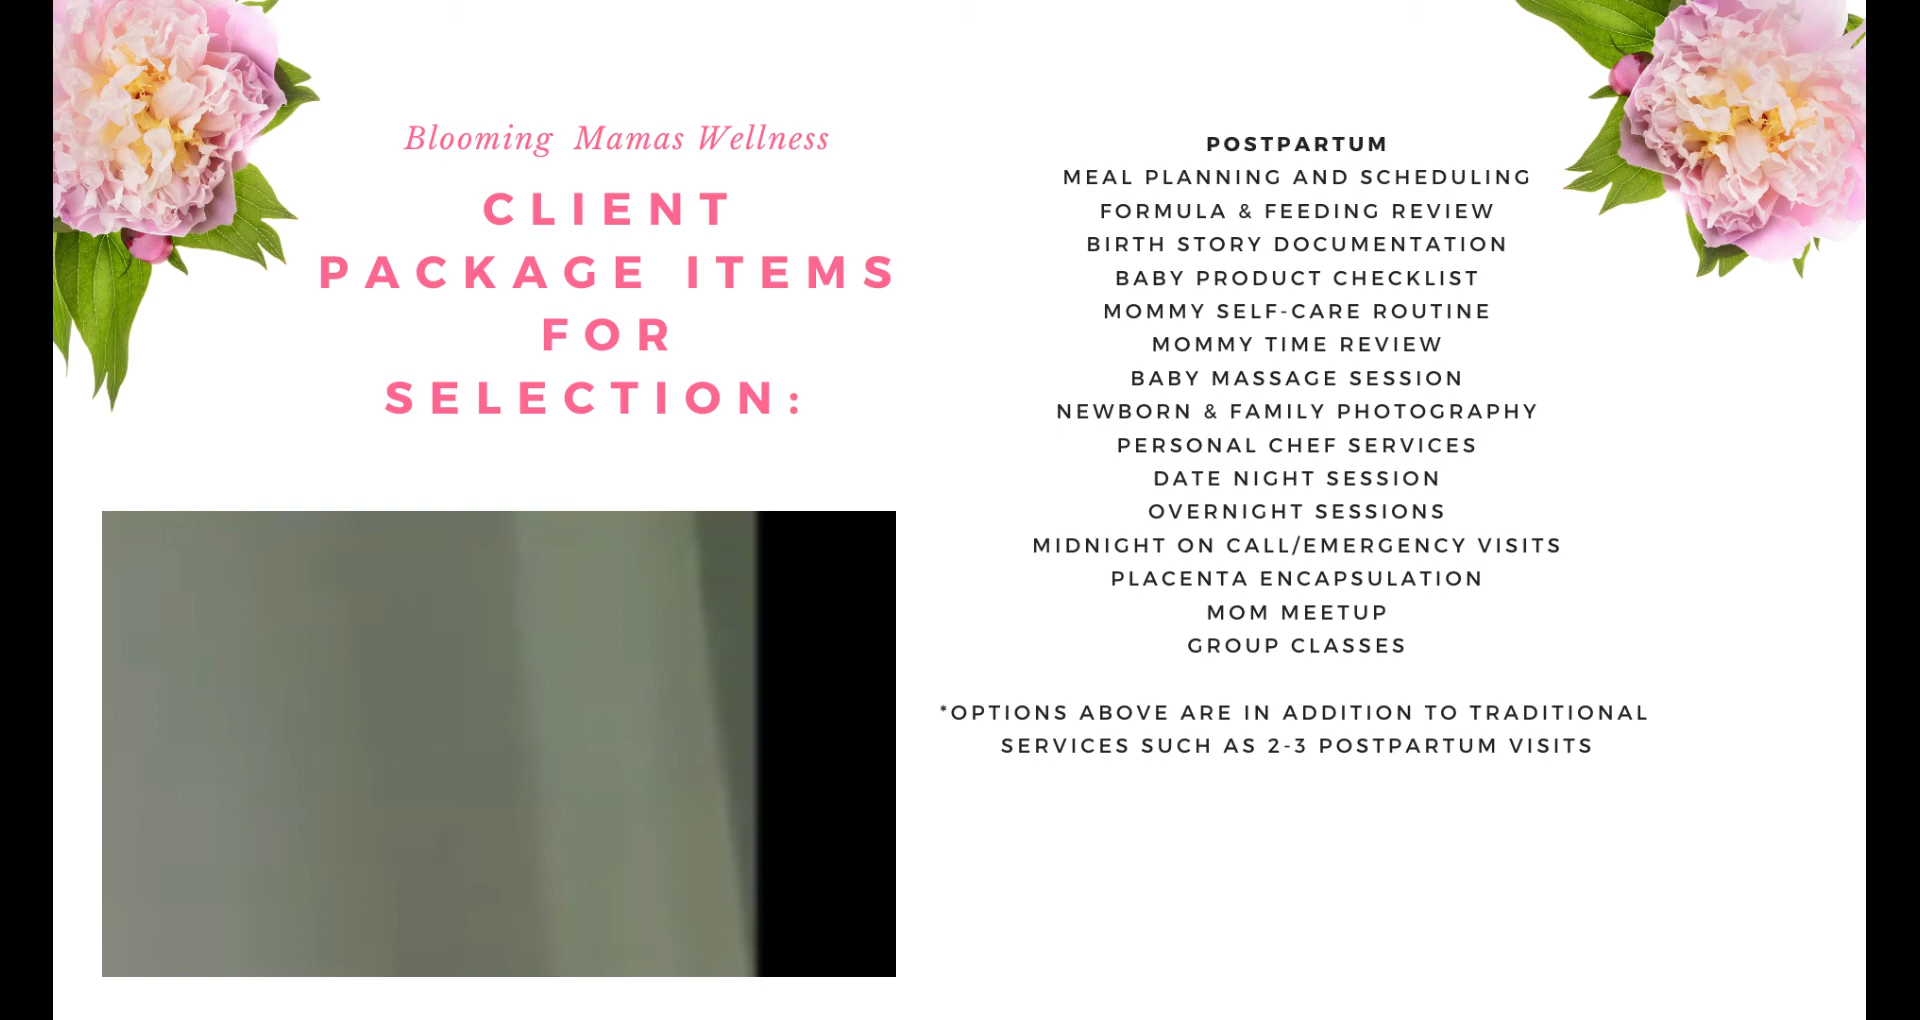 Blooming Mamas Wellness
CLIENT
PACKAGE ITEMS
FOR
SELECTION:
POSTPARTUM
MEAL PLANNING AND SCHEDULING
FORMULA & FEEDING REVIEW
BIRTH STORY DOCUMENTATION
BABY PRODUCT CHECKLIST
MOMMY SELF-CARE ROUTINE
MOMMY TIME REVIEW
BABY MASSAGE SESSION
NEWBORN & FAMILY PHOTOGRAPHY
PERSONAL CHEF SERVICES
DATE NIGHT SESSION
OVERNIGHT SESSIONS
MIDNIGHT ON CALL/EMERGENCY VISITS
PLACENTA ENCAPSULATION
MOM MEETUP
GROUP CLASSES
*OPTIONS ABOVE ARE IN ADDITION TO TRADITIONAL
SERVICES SUCH AS 2-3 POSTPARTUM VISITS